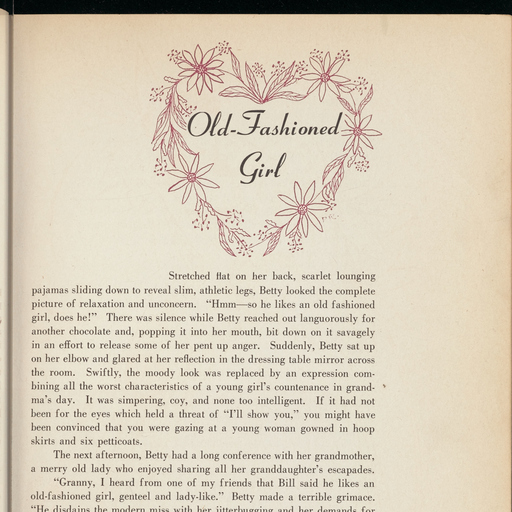 Old-Fashioned
Girl
Stretched flat on her back, scarlet lounging
pajamas sliding down to reveal slim, athletic legs, Betty looked the complete
picture of relaxation and unconcern. “Hmm—so he likes an old fashioned
girl, does he!” There was silence while Betty reached out languorously for
another chocolate and, popping it into her mouth, bit down on it savagely
in an effort to release some of her pent up anger. Suddenly, Betty sat up
on her elbow and glared at her reflection in the dressing table mirror across
the room. Swiftly, the moody look was replaced by an expression com-
bining all the worst characteristics of a young girl’s countenance in grand-
ma’s day. It was simpering, coy, and none too intelligent. If it had not
been for the eyes which held a threat of “I’ll show you,” you might have
been convinced that you were gazing at a young woman gowned in hoop
skirts and six petticoats.
The next afternoon, Betty had a long conference with her grandmother,
a merry old lady who enjoyed sharing all her granddaughter’s escapades.
“Granny, I heard from one of my friends that Bill said he likes an
old-fashioned girl, genteel and lady-like.” Betty made a terrible grimace.
“He disdains the modern miss with her jitterbugging and her demands for